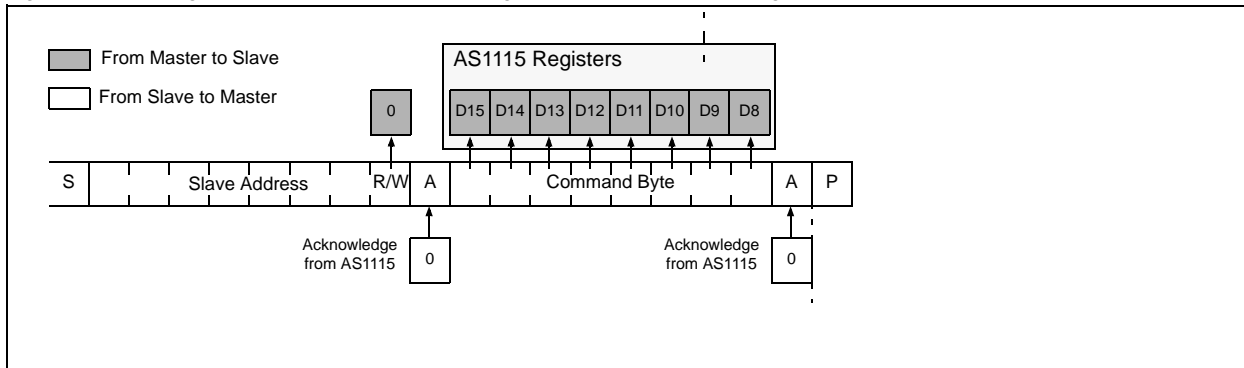 From Master to Slave
From Slave to Master
AS1115 Registers
0
D15 D14 D13 D12 D11 D10 D9 D8
S Slave Address R/W A Command Byte A P
Acknowledge
from AS1115
0
Acknowledge
from AS1115
0